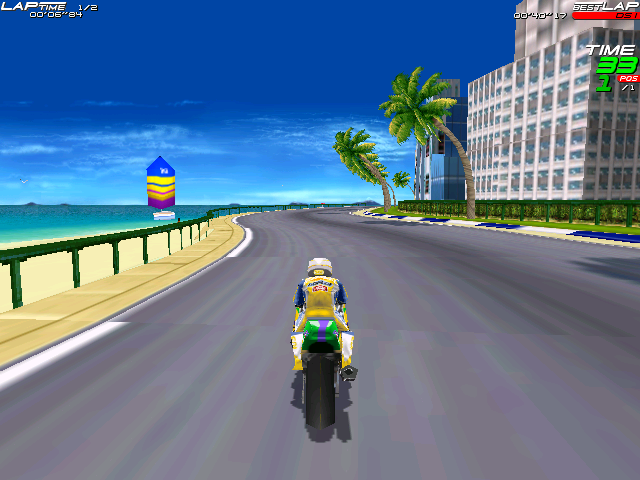 LAP TIME 1/2
00'06"84
BEST LAP
00'40"17
TIME
33
1 POS
/1